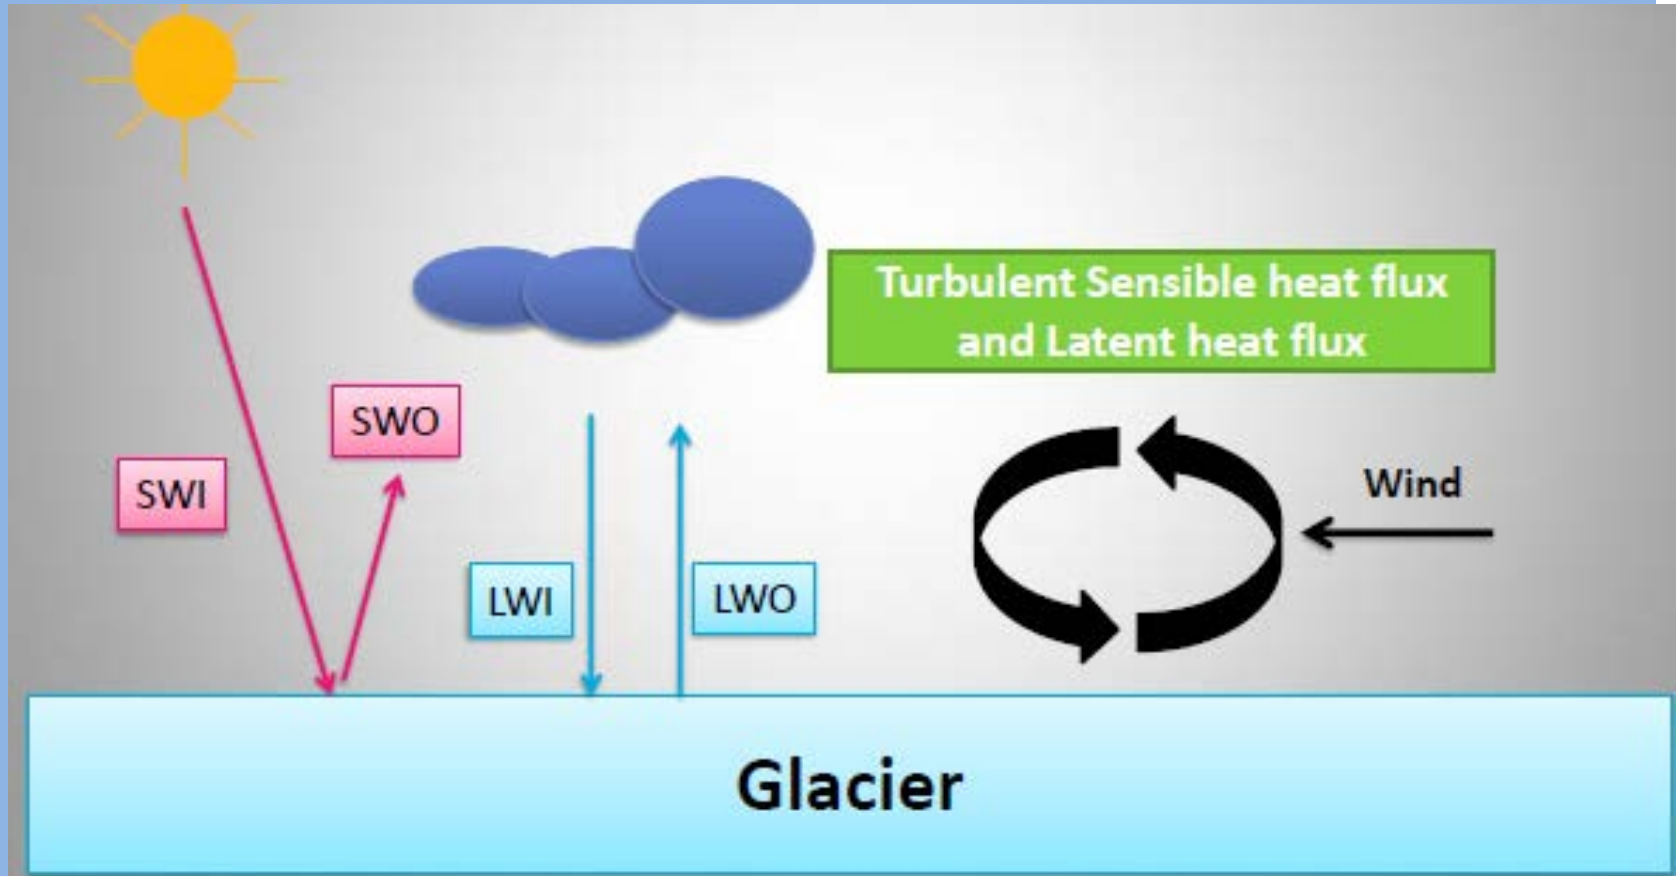 Turbulent Sensible heat flux
and Latent heat flux
SWO
SWI
Wind
LWI
LWO
Glacier